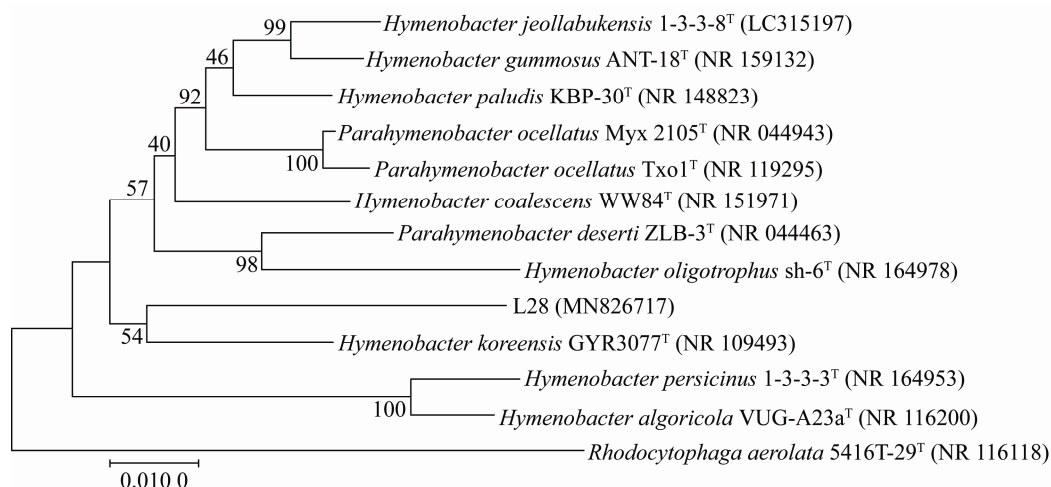 99
Hymenobacter jeollabukensis 1-3-3-8ᵀ (LC315197)
46
Hymenobacter gummosus ANT-18ᵀ (NR 159132)
92
Hymenobacter paludis KBP-30ᵀ (NR 148823)
Parahymenobacter ocellatus Myx 2105ᵀ (NR 044943)
40
100
Parahymenobacter ocellatus Txo1ᵀ (NR 119295)
57
Hymenobacter coalescens WW84ᵀ (NR 151971)
Parahymenobacter deserti ZLB-3ᵀ (NR 044463)
98
Hymenobacter oligotrophus sh-6ᵀ (NR 164978)
L28 (MN826717)
54
Hymenobacter koreensis GYR3077ᵀ (NR 109493)
Hymenobacter persicinus 1-3-3-3ᵀ (NR 164953)
100
Hymenobacter algoricola VUG-A23aᵀ (NR 116200)
Rhodocytophaga aerolata 5416T-29ᵀ (NR 116118)
0.010 0